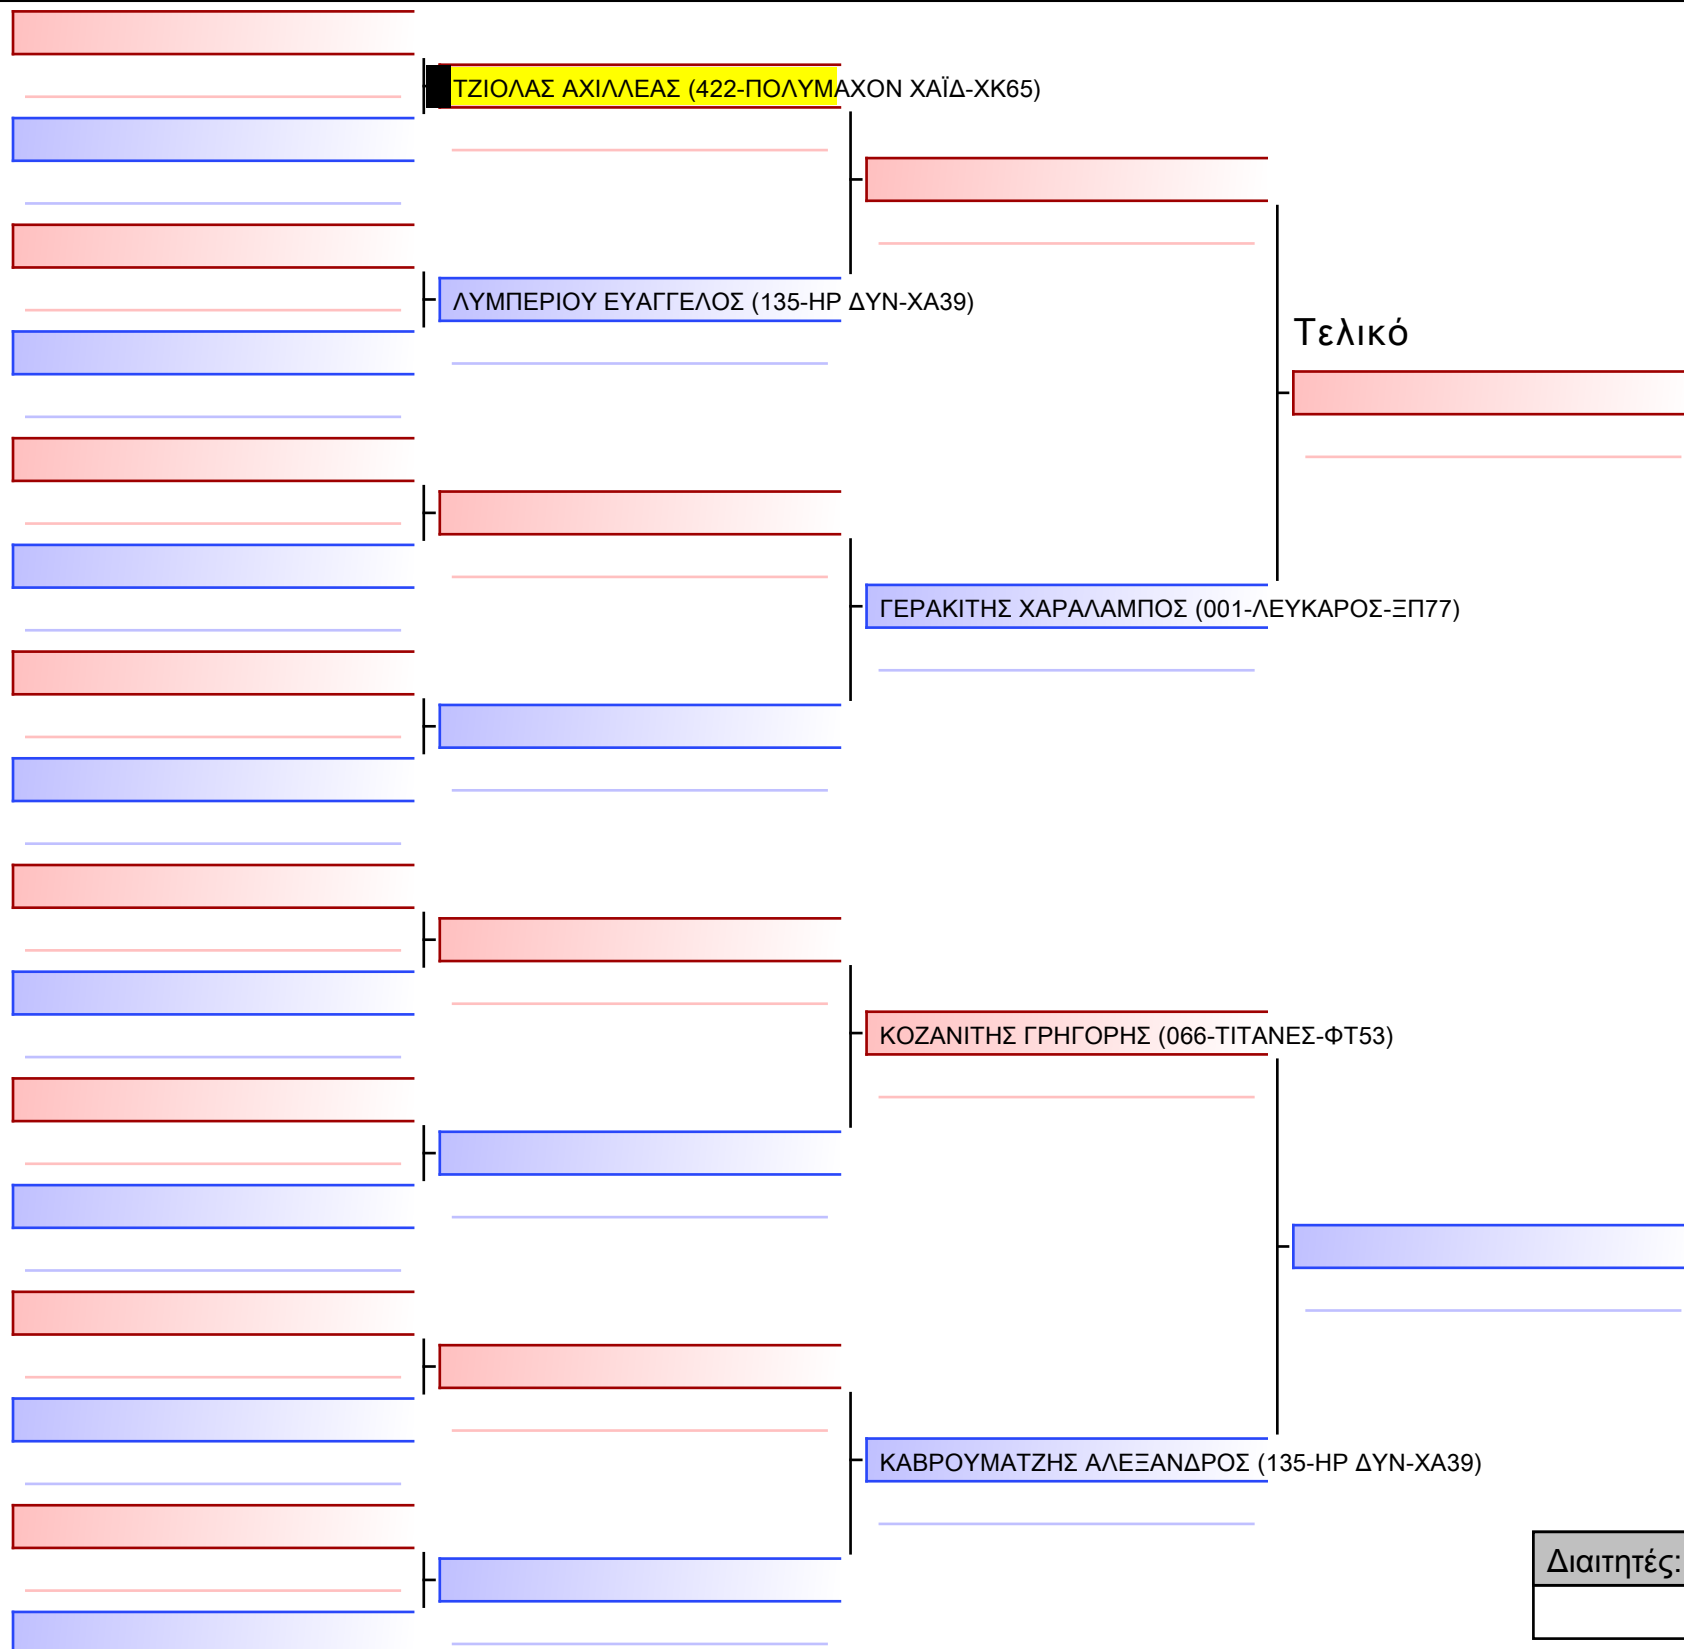 ΤΖΙΟΛΑΣ ΑΧΙΛΛΕΑΣ (422-ΠΟΛΥΜΑΧΟΝ ΧΑΪΔ-ΧΚ65)
ΛΥΜΠΕΡΙΟΥ ΕΥΑΓΓΕΛΟΣ (135-ΗΡ ΔΥΝ-ΧΑ39)
Τελικό
ΓΕΡΑΚΙΤΗΣ ΧΑΡΑΛΑΜΠΟΣ (001-ΛΕΥΚΑΡΟΣ-ΞΠ77)
ΚΟΖΑΝΙΤΗΣ ΓΡΗΓΟΡΗΣ (066-ΤΙΤΑΝΕΣ-ΦΤ53)
ΚΑΒΡΟΥΜΑΤΖΗΣ ΑΛΕΞΑΝΔΡΟΣ (135-ΗΡ ΔΥΝ-ΧΑ39)
Διαιτητές: